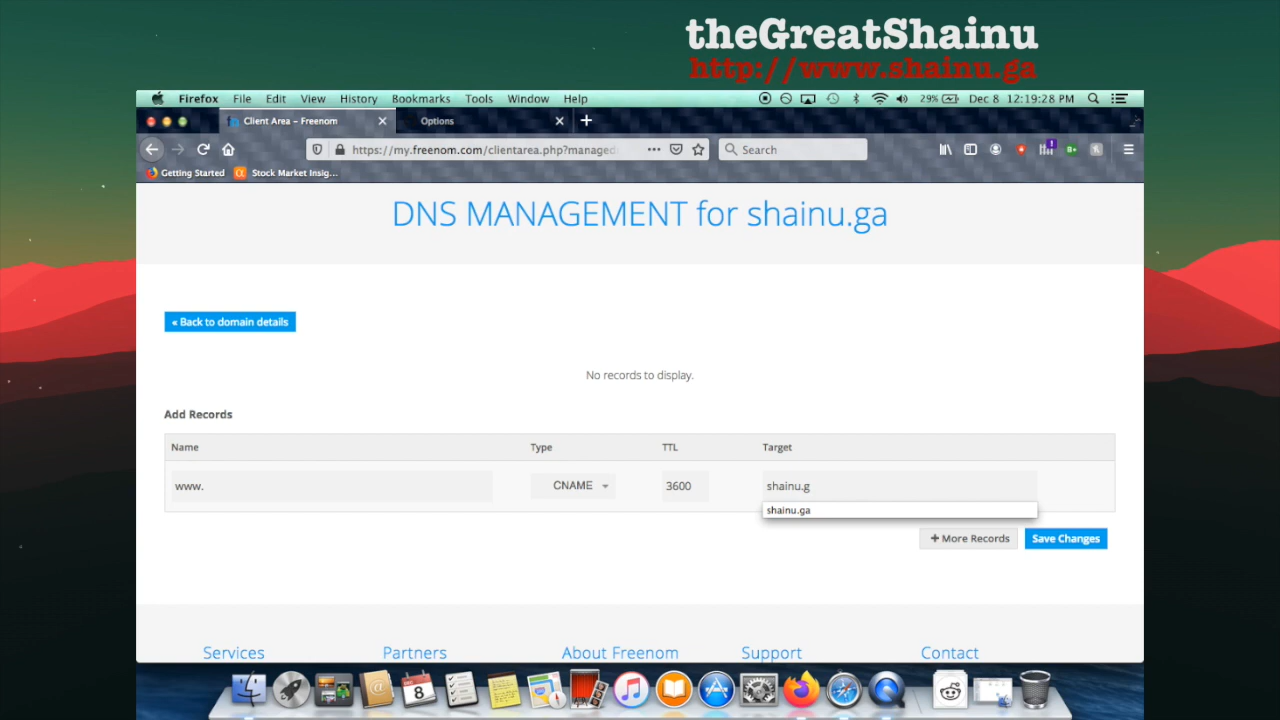 theGreatShainu
http://www.shainu.ga
Firefox File Edit View History Bookmarks Tools Window Help 29% Dec 8 12:19:28 PM
Client Area – Freenom Options
https://my.freenom.com/clientarea.php?managed Search
Getting Started Stock Market Insig...
DNS MANAGEMENT for shainu.ga
« Back to domain details
No records to display.
Add Records
Name Type TTL Target
www. CNAME 3600 shainu.g
shainu.ga
+ More Records Save Changes
Services Partners About Freenom Support Contact
8